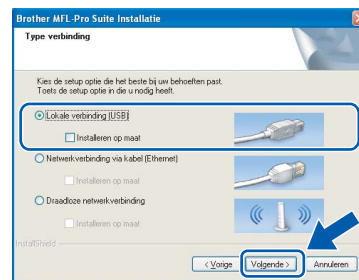 Brother MFL-Pro Suite Installatie
Type verbinding
Kies de setup optie die het beste bij uw behoeften past.
Toets de setup optie in die u nodig heeft.
Lokale verbinding (USB)
Installeren op maat
Netwerkverbinding via kabel (Ethernet)
Installeren op maat
Draadloze netwerkverbinding
Installeren op maat
InstallShield
< Vorige Volgende > Annuleren